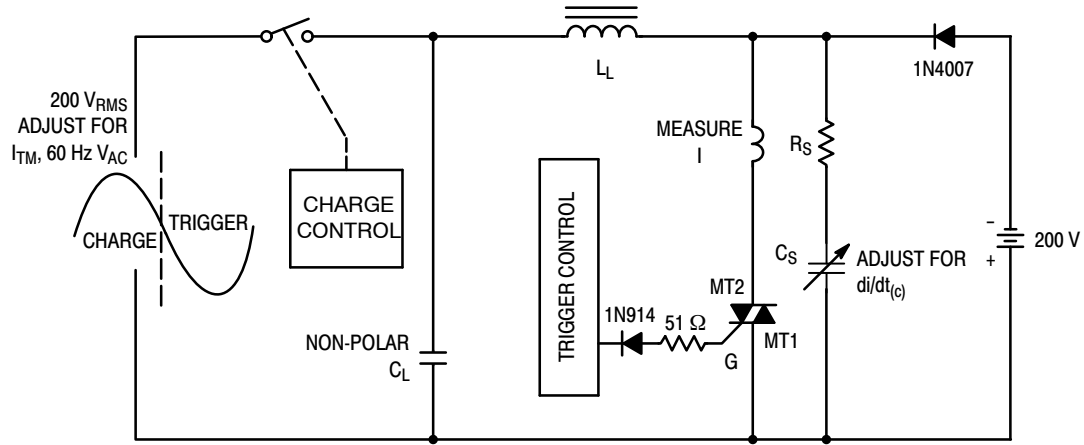 200 V_RMS
ADJUST FOR
I_TM, 60 Hz V_AC
CHARGE
TRIGGER
CHARGE
CONTROL
NON-POLAR
C_L
L_L
TRIGGER CONTROL
MEASURE
I
R_S
1N4007
C_S
ADJUST FOR
di/dt_(c)
-
+
200 V
MT2
1N914
51 Ω
G
MT1